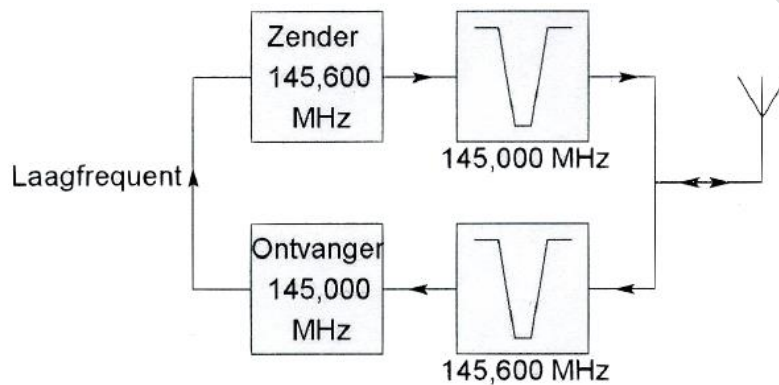 Zender
145,600
MHz
145,000 MHz
Laagfrequent
Ontvanger
145,000
MHz
145,600 MHz